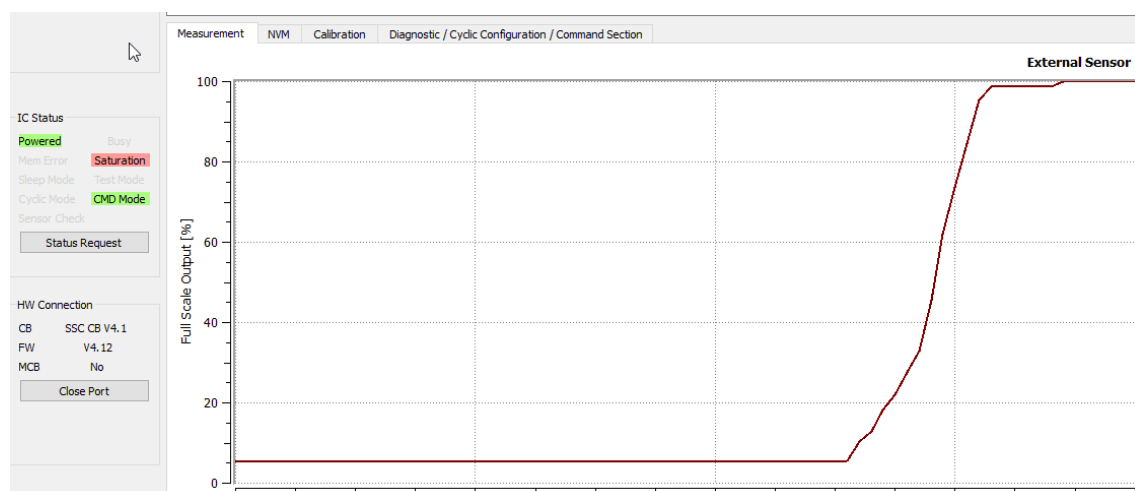 Measurement NVM Calibration Diagnostic / Cyclic Configuration / Command Section
External Sensor
IC Status
Powered Busy
Mem Error Saturation
Sleep Mode Test Mode
Cyclic Mode CMD Mode
Sensor Check
Status Request
HW Connection
CB SSC CB V4.1
FW V4.12
MCB No
Close Port
Full Scale Output [%]
100
80
60
40
20
0